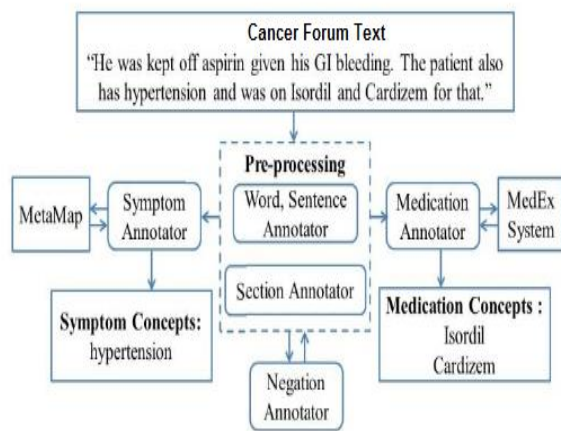 Cancer Forum Text
“He was kept off aspirin given his GI bleeding. The patient also
has hypertension and was on Isordil and Cardizem for that.”
Pre-processing
MetaMap
Symptom
Annotator
Word, Sentence
Annotator
Medication
Annotator
MedEx
System
Section Annotator
Symptom Concepts:
hypertension
Medication Concepts :
Isordil
Cardizem
Negation
Annotator